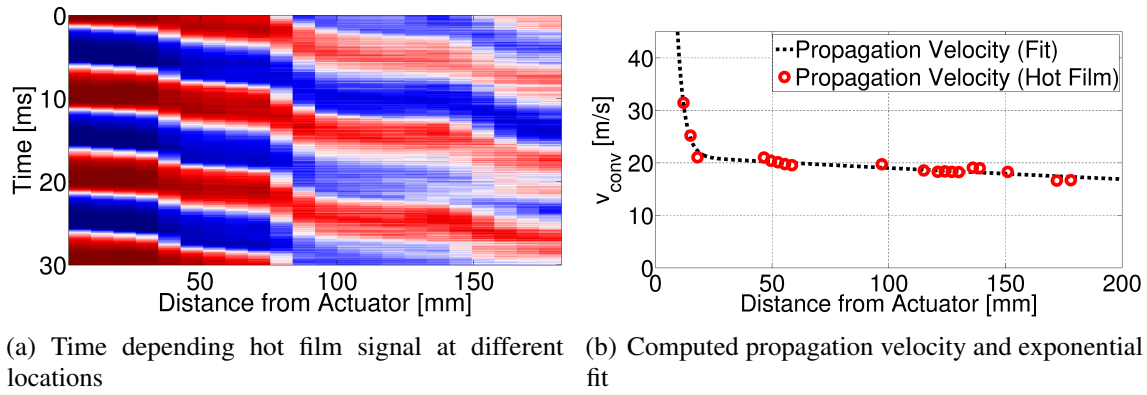 0
10
20
30
Time [ms]
50
100
150
Distance from Actuator [mm]
40
30
20
10
0
v_conv [m/s]
Propagation Velocity (Fit)
Propagation Velocity (Hot Film)
0
50
100
150
200
Distance from Actuator [mm]
(a) Time depending hot film signal at different
locations
(b) Computed propagation velocity and exponential
fit